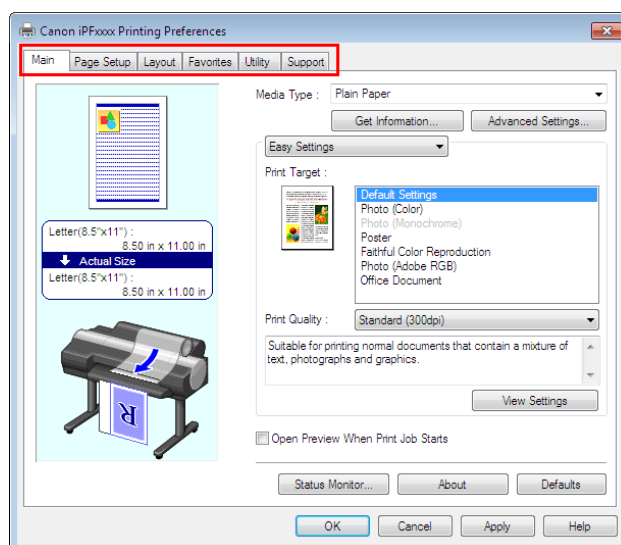 Canon iPFxxxx Printing Preferences
Main Page Setup Layout Favorites Utility Support
Media Type : Plain Paper
Get Information... Advanced Settings...
Easy Settings
Print Target :
Default Settings
Photo (Color)
Photo (Monochrome)
Poster
Faithful Color Reproduction
Photo (Adobe RGB)
Office Document
Letter(8.5"x11") :
8.50 in x 11.00 in
Actual Size
Letter(8.5"x11") :
8.50 in x 11.00 in
Print Quality : Standard (300dpi)
Suitable for printing normal documents that contain a mixture of
text, photographs and graphics.
View Settings
R
Open Preview When Print Job Starts
Status Monitor... About Defaults
OK Cancel Apply Help